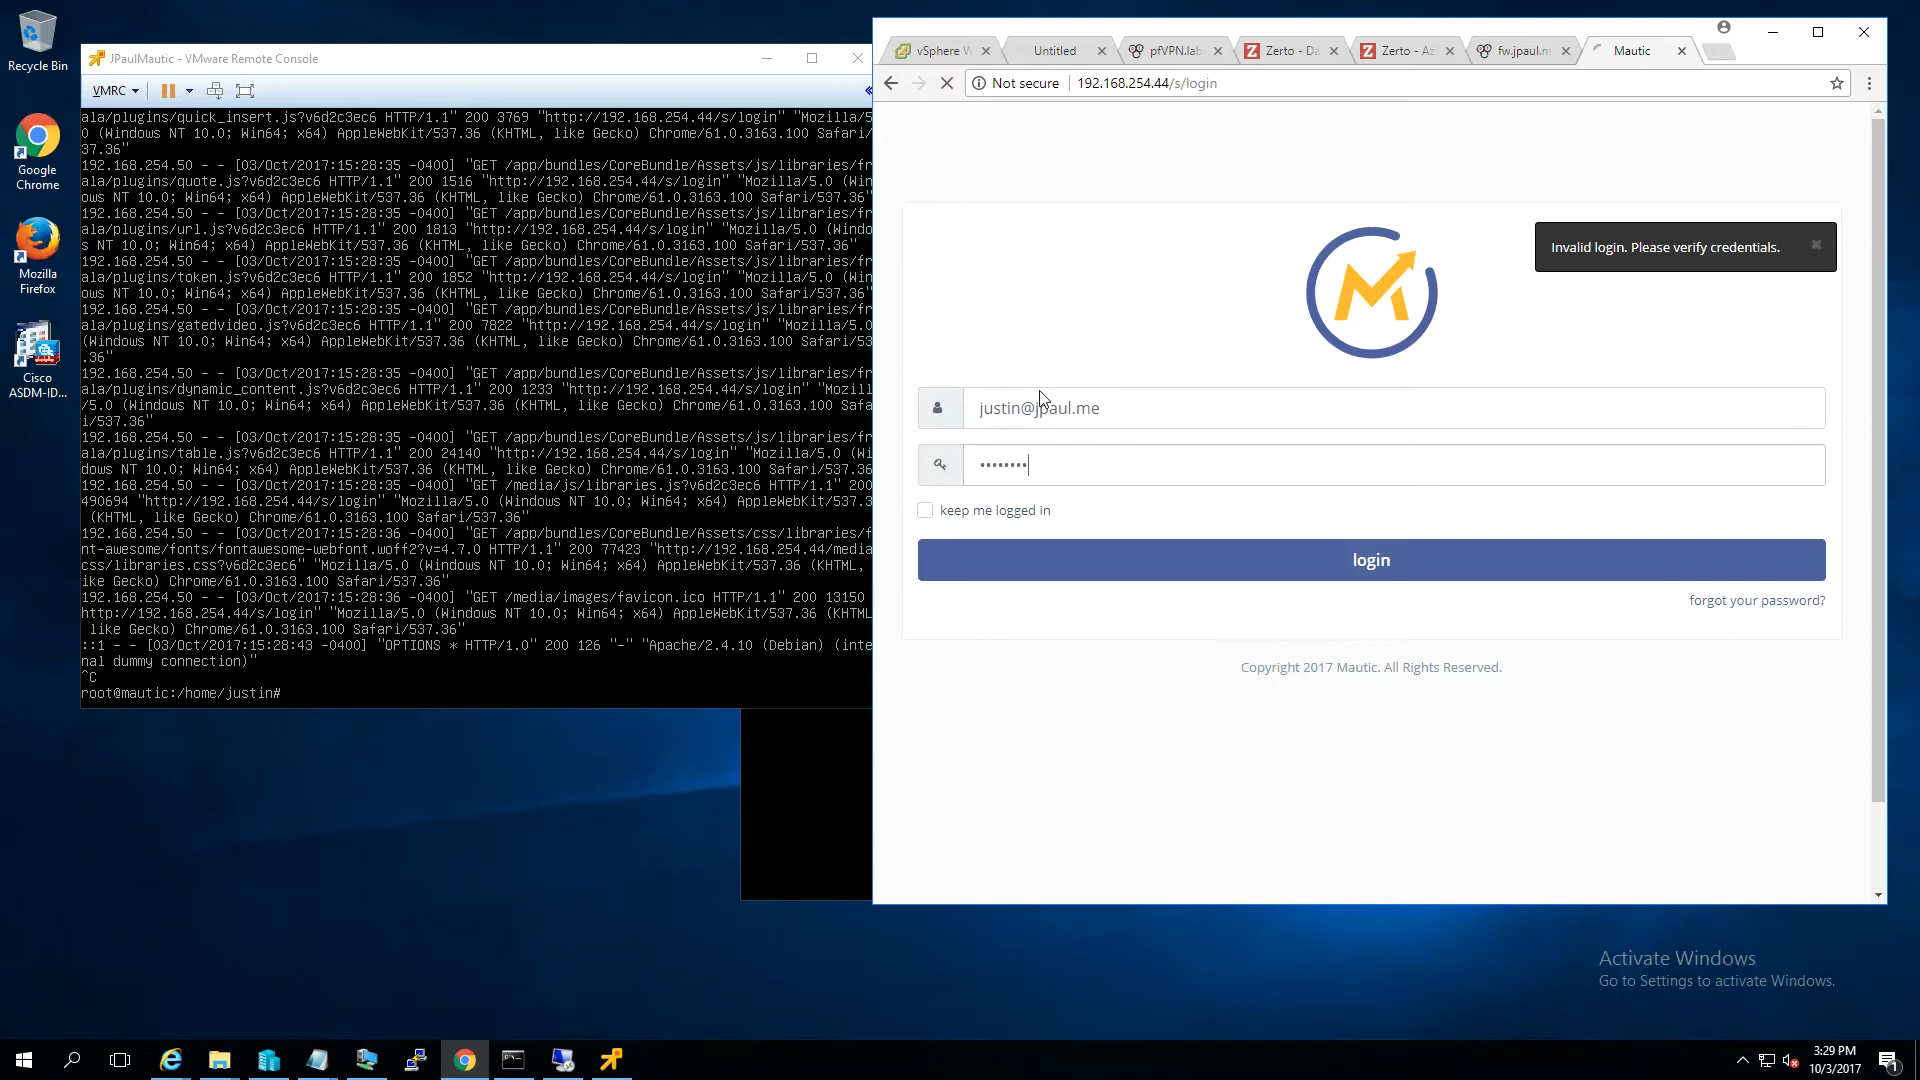 Recycle Bin
Google
Chrome
Mozilla
Firefox
Cisco
ASDM-ID...
JPaulMautic - VMware Remote Console
VMRC
ala/plugins/quick_insert.js?v6d2c3ec6 HTTP/1.1" 200 3769 "http://192.168.254.44/s/login" "Mozilla/5
0 (Windows NT 10.0; Win64; x64) AppleWebKit/537.36 (KHTML, like Gecko) Chrome/61.0.3163.100 Safari/
37.36"
192.168.254.50 - - [03/Oct/2017:15:28:35 -0400] "GET /app/bundles/CoreBundle/Assets/js/libraries/fr
ala/plugins/quote.js?v6d2c3ec6 HTTP/1.1" 200 1516 "http://192.168.254.44/s/login" "Mozilla/5.0 (Win
ows NT 10.0; Win64; x64) AppleWebKit/537.36 (KHTML, like Gecko) Chrome/61.0.3163.100 Safari/537.36"
192.168.254.50 - - [03/Oct/2017:15:28:35 -0400] "GET /app/bundles/CoreBundle/Assets/js/libraries/fr
ala/plugins/url.js?v6d2c3ec6 HTTP/1.1" 200 1813 "http://192.168.254.44/s/login" "Mozilla/5.0 (Windo
s NT 10.0; Win64; x64) AppleWebKit/537.36 (KHTML, like Gecko) Chrome/61.0.3163.100 Safari/537.36"
192.168.254.50 - - [03/Oct/2017:15:28:35 -0400] "GET /app/bundles/CoreBundle/Assets/js/libraries/fr
ala/plugins/token.js?v6d2c3ec6 HTTP/1.1" 200 1852 "http://192.168.254.44/s/login" "Mozilla/5.0 (Win
ows NT 10.0; Win64; x64) AppleWebKit/537.36 (KHTML, like Gecko) Chrome/61.0.3163.100 Safari/537.36"
192.168.254.50 - - [03/Oct/2017:15:28:35 -0400] "GET /app/bundles/CoreBundle/Assets/js/libraries/fr
ala/plugins/gatedvideo.js?v6d2c3ec6 HTTP/1.1" 200 7822 "http://192.168.254.44/s/login" "Mozilla/5.0
(Windows NT 10.0; Win64; x64) AppleWebKit/537.36 (KHTML, like Gecko) Chrome/61.0.3163.100 Safari/53
.36"
192.168.254.50 - - [03/Oct/2017:15:28:35 -0400] "GET /app/bundles/CoreBundle/Assets/js/libraries/fr
ala/plugins/dynamic_content.js?v6d2c3ec6 HTTP/1.1" 200 1233 "http://192.168.254.44/s/login" "Mozill
/5.0 (Windows NT 10.0; Win64; x64) AppleWebKit/537.36 (KHTML, like Gecko) Chrome/61.0.3163.100 Safa
i/537.36"
192.168.254.50 - - [03/Oct/2017:15:28:35 -0400] "GET /app/bundles/CoreBundle/Assets/js/libraries/fr
ala/plugins/table.js?v6d2c3ec6 HTTP/1.1" 200 24140 "http://192.168.254.44/s/login" "Mozilla/5.0 (Wi
dows NT 10.0; Win64; x64) AppleWebKit/537.36 (KHTML, like Gecko) Chrome/61.0.3163.100 Safari/537.36
192.168.254.50 - - [03/Oct/2017:15:28:35 -0400] "GET /media/js/libraries.js?v6d2c3ec6 HTTP/1.1" 200
490694 "http://192.168.254.44/s/login" "Mozilla/5.0 (Windows NT 10.0; Win64; x64) AppleWebKit/537.3
(KHTML, like Gecko) Chrome/61.0.3163.100 Safari/537.36"
192.168.254.50 - - [03/Oct/2017:15:28:36 -0400] "GET /app/bundles/CoreBundle/Assets/css/libraries/f
nt-awesome/fonts/fontawesome-webfont.woff2?v=4.7.0 HTTP/1.1" 200 77423 "http://192.168.254.44/media
css/libraries.css?v6d2c3ec6" "Mozilla/5.0 (Windows NT 10.0; Win64; x64) AppleWebKit/537.36 (KHTML,
ike Gecko) Chrome/61.0.3163.100 Safari/537.36"
192.168.254.50 - - [03/Oct/2017:15:28:36 -0400] "GET /media/images/favicon.ico HTTP/1.1" 200 13150
http://192.168.254.44/s/login" "Mozilla/5.0 (Windows NT 10.0; Win64; x64) AppleWebKit/537.36 (KHTML
like Gecko) Chrome/61.0.3163.100 Safari/537.36"
::1 - - [03/Oct/2017:15:28:43 -0400] "OPTIONS * HTTP/1.0" 200 126 "-" "Apache/2.4.10 (Debian) (inte
nal dummy connection)"
^C
root@mautic:/home/justin#
vSphere W
Untitled
pfVPN.lab
Zerto - Da
Zerto - Az
fw.jpaul.m
Mautic
Not secure
192.168.254.44/s/login
Invalid login. Please verify credentials.
justin@jpaul.me
••••••••
keep me logged in
login
forgot your password?
Copyright 2017 Mautic. All Rights Reserved.
Activate Windows
Go to Settings to activate Windows.
3:29 PM
10/3/2017
1